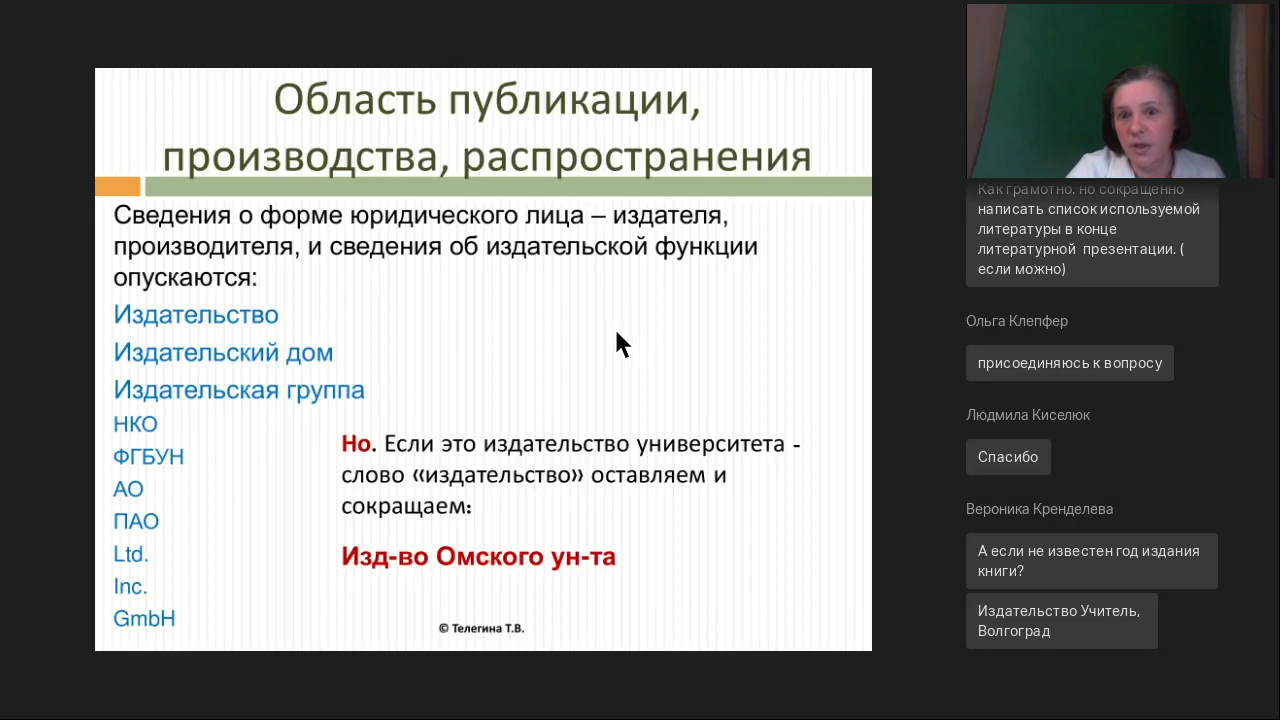 Область публикации,
производства, распространения
Сведения о форме юридического лица – издателя,
производителя, и сведения об издательской функции
опускаются:
Издательство
Издательский дом
Издательская группа
НКО
ФГБУН
АО
ПАО
Ltd.
Inc.
GmbH
Но. Если это издательство университета -
слово «издательство» оставляем и
сокращаем:
Изд-во Омского ун-та
© Телегина Т.В.
Как грамотно. но сокращенно
написать список используемой
литературы в конце
литературной презентации. (
если можно)
Ольга Клепфер
присоединяюсь к вопросу
Людмила Киселюк
Спасибо
Вероника Кренделева
А если не известен год издания
книги?
Издательство Учитель,
Волгоград